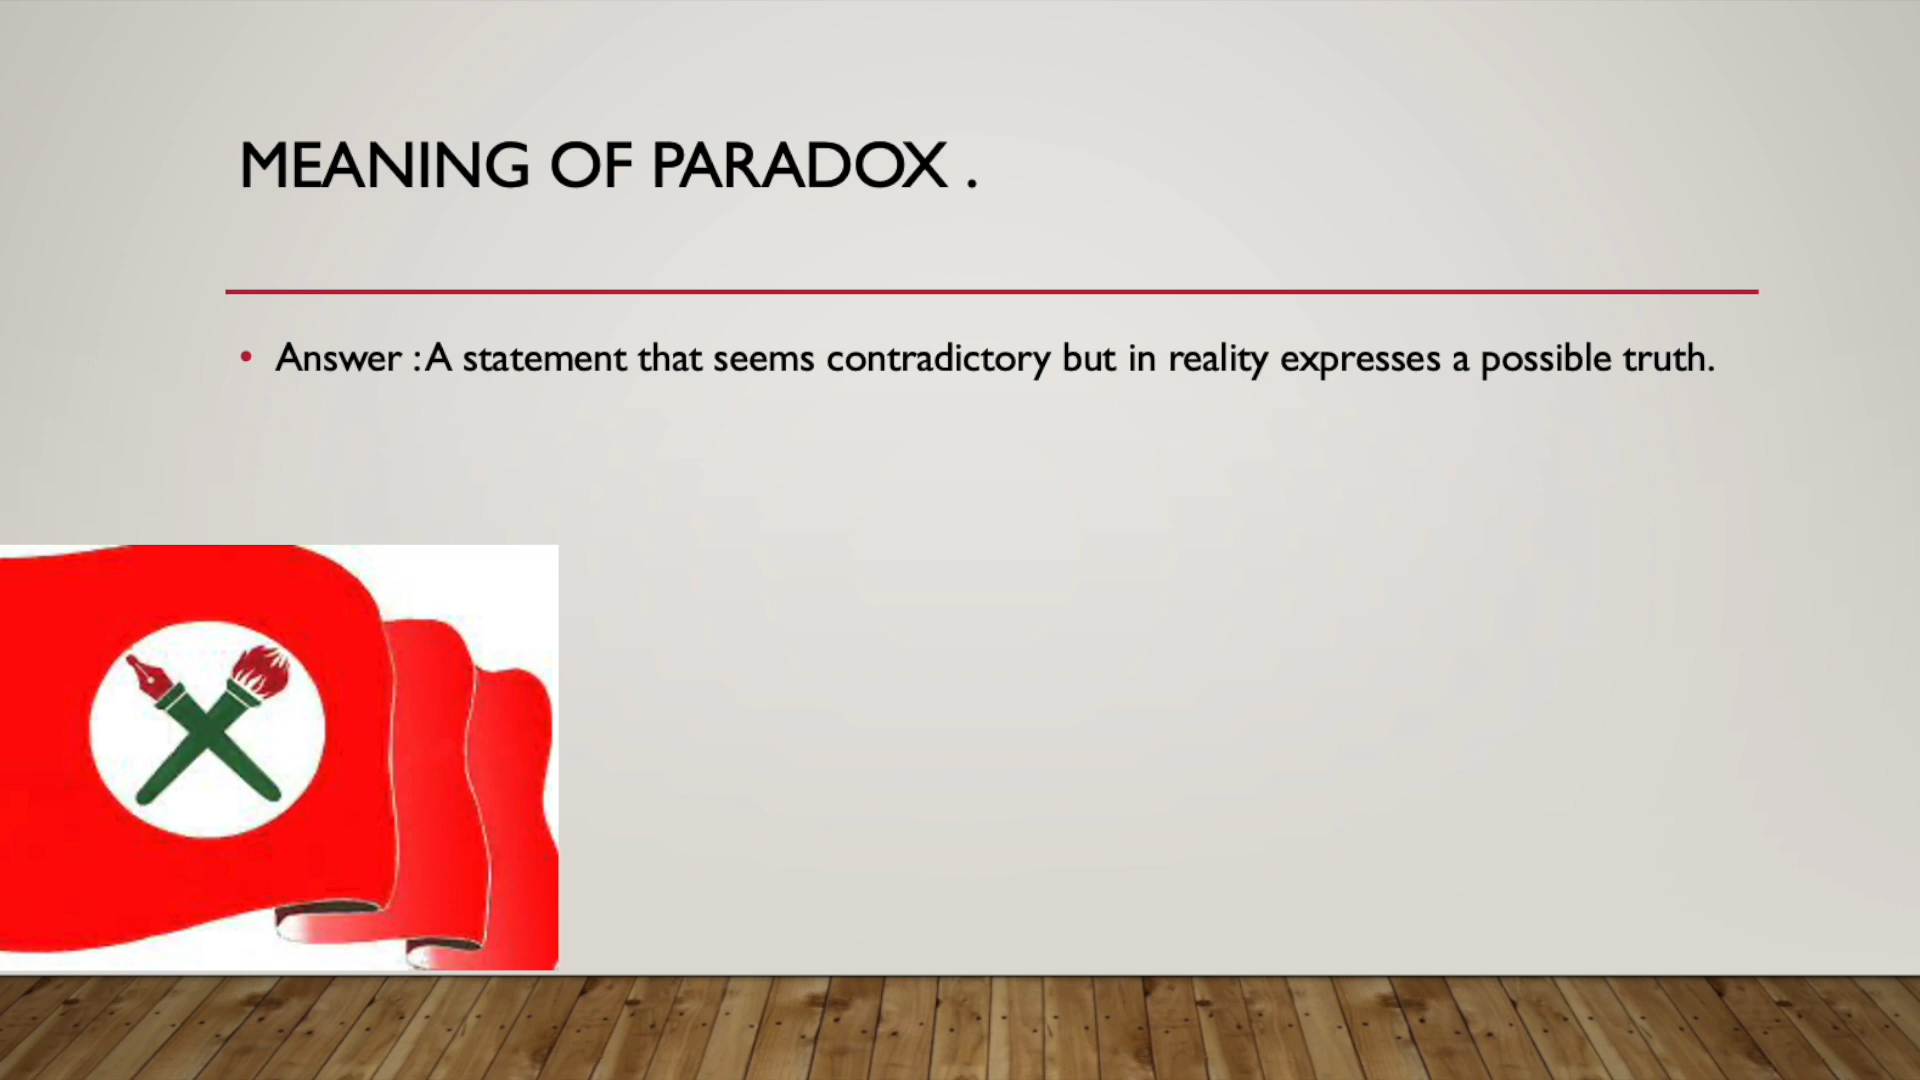 MEANING OF PARADOX .
• Answer : A statement that seems contradictory but in reality expresses a possible truth.